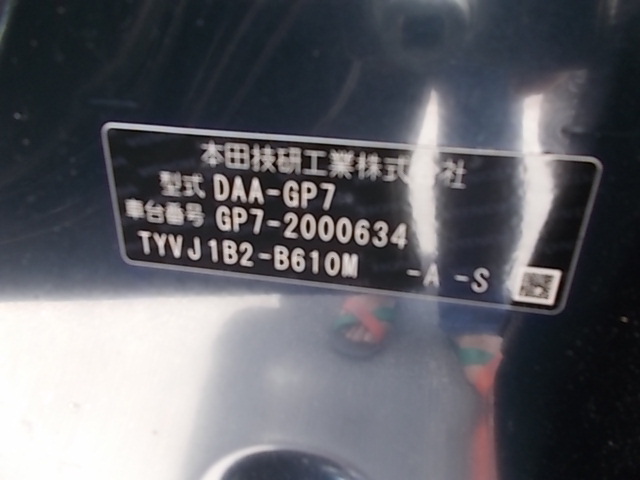 本田技研工業株式会社
型式 DAA-GP7
車台番号 GP7-2000634
TYVJ1B2-B610M -A -S